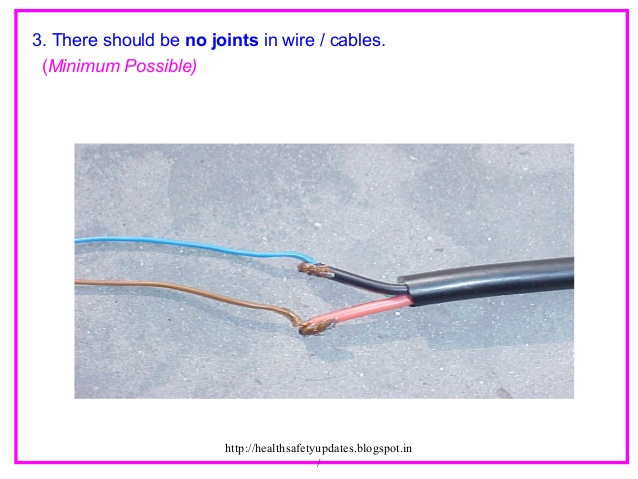 3. There should be no joints in wire / cables.
(Minimum Possible)
http://healthsafetyupdates.blogspot.in
/